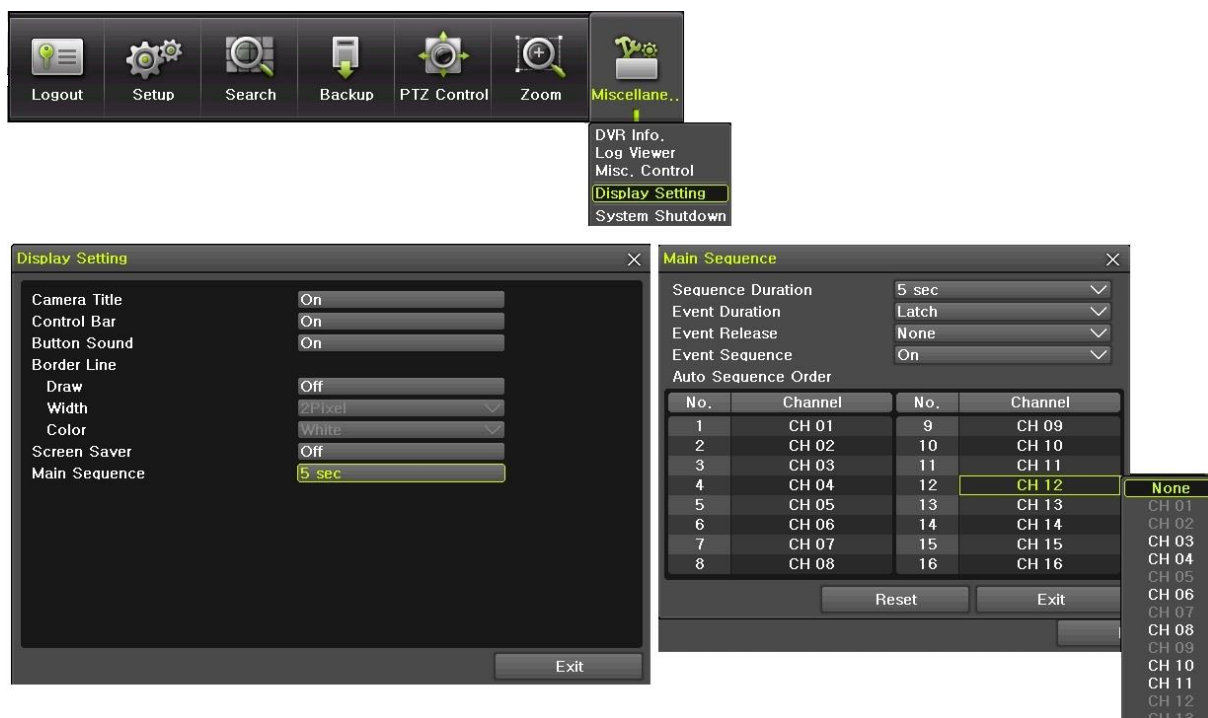 Logout Setup Search Backup PTZ Control Zoom Miscellane..
DVR Info.
Log Viewer
Misc. Control
Display Setting
System Shutdown
Display Setting
Camera Title On
Control Bar On
Button Sound On
Border Line
Draw Off
Width 2Pixel
Color White
Screen Saver Off
Main Sequence 5 sec
Exit
Main Sequence
Sequence Duration 5 sec
Event Duration Latch
Event Release None
Event Sequence On
Auto Sequence Order
No. Channel No. Channel
1 CH 01 9 CH 09
2 CH 02 10 CH 10
3 CH 03 11 CH 11
4 CH 04 12 CH 12
5 CH 05 13 CH 13
6 CH 06 14 CH 14
7 CH 07 15 CH 15
8 CH 08 16 CH 16
Reset Exit
None
CH 01
CH 02
CH 03
CH 04
CH 05
CH 06
CH 07
CH 08
CH 09
CH 10
CH 11
CH 12